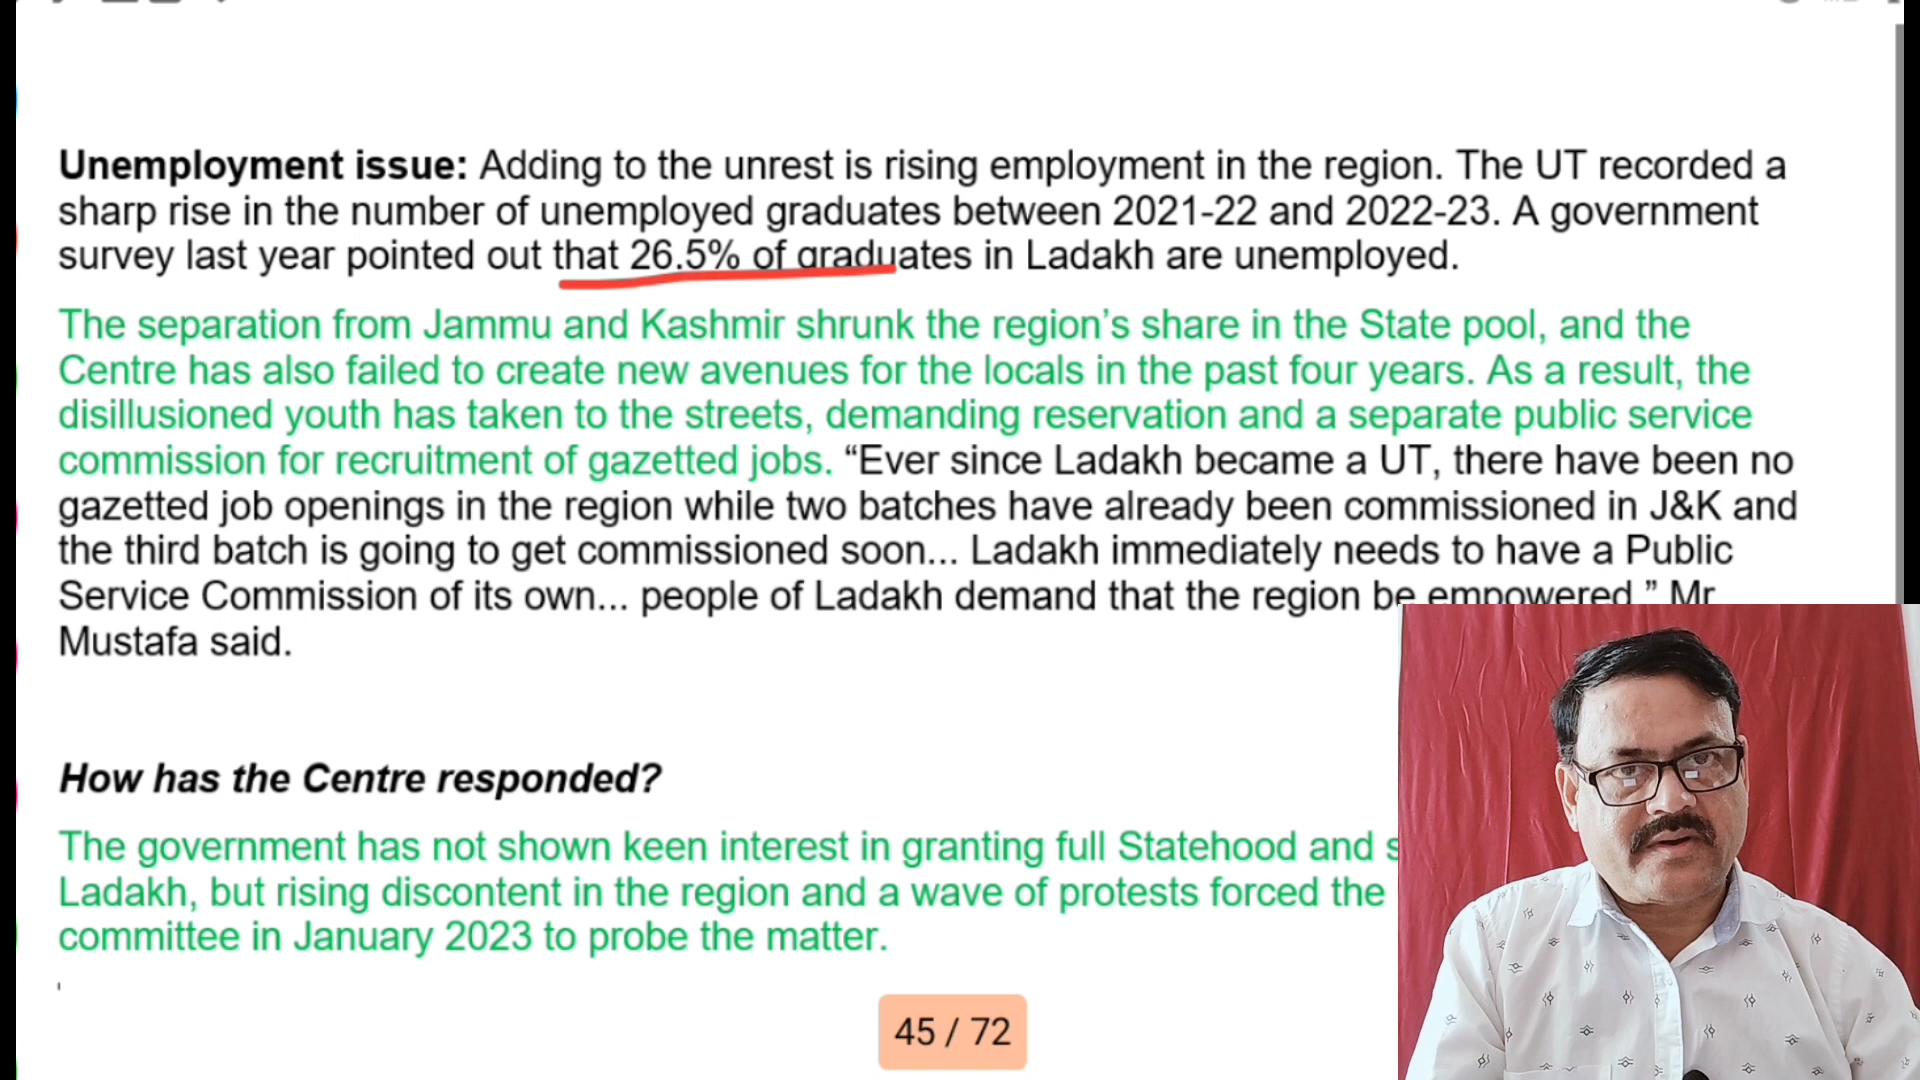 Unemployment issue: Adding to the unrest is rising employment in the region. The UT recorded a
sharp rise in the number of unemployed graduates between 2021-22 and 2022-23. A government
survey last year pointed out that 26.5% of graduates in Ladakh are unemployed.
The separation from Jammu and Kashmir shrunk the region's share in the State pool, and the
Centre has also failed to create new avenues for the locals in the past four years. As a result, the
disillusioned youth has taken to the streets, demanding reservation and a separate public service
commission for recruitment of gazetted jobs. “Ever since Ladakh became a UT, there have been no
gazetted job openings in the region while two batches have already been commissioned in J&K and
the third batch is going to get commissioned soon... Ladakh immediately needs to have a Public
Service Commission of its own... people of Ladakh demand that the region be empowered,” Mr
Mustafa said.
How has the Centre responded?
The government has not shown keen interest in granting full Statehood and
Ladakh, but rising discontent in the region and a wave of protests forced the
committee in January 2023 to probe the matter.
45 / 72